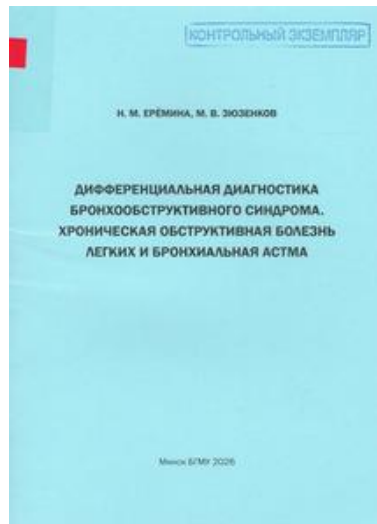 КОНТРОЛЬНЫЙ ЭКЗЕМПЛЯР
Н. М. ЕРЁМИНА, М. В. ЗЮЗЕНКОВ
ДИФФЕРЕНЦИАЛЬНАЯ ДИАГНОСТИКА
БРОНХООБСТРУКТИВНОГО СИНДРОМА.
ХРОНИЧЕСКАЯ ОБСТРУКТИВНАЯ БОЛЕЗНЬ
ЛЕГКИХ И БРОНХИАЛЬНАЯ АСТМА
Минск БГМУ 2026